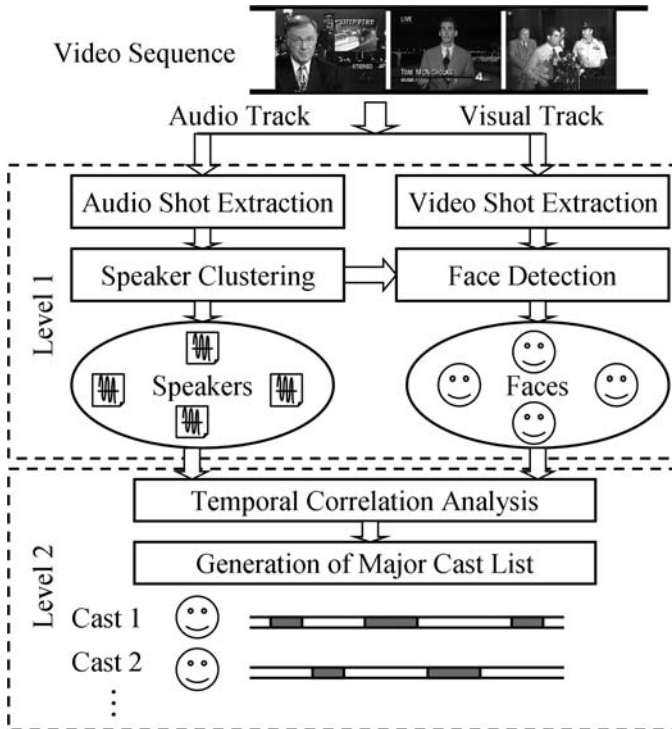 Video Sequence
LIVE
Audio Track
Visual Track
Audio Shot Extraction
Video Shot Extraction
Speaker Clustering
Face Detection
Level 1
Speakers
Faces
Temporal Correlation Analysis
Level 2
Generation of Major Cast List
Cast 1
Cast 2